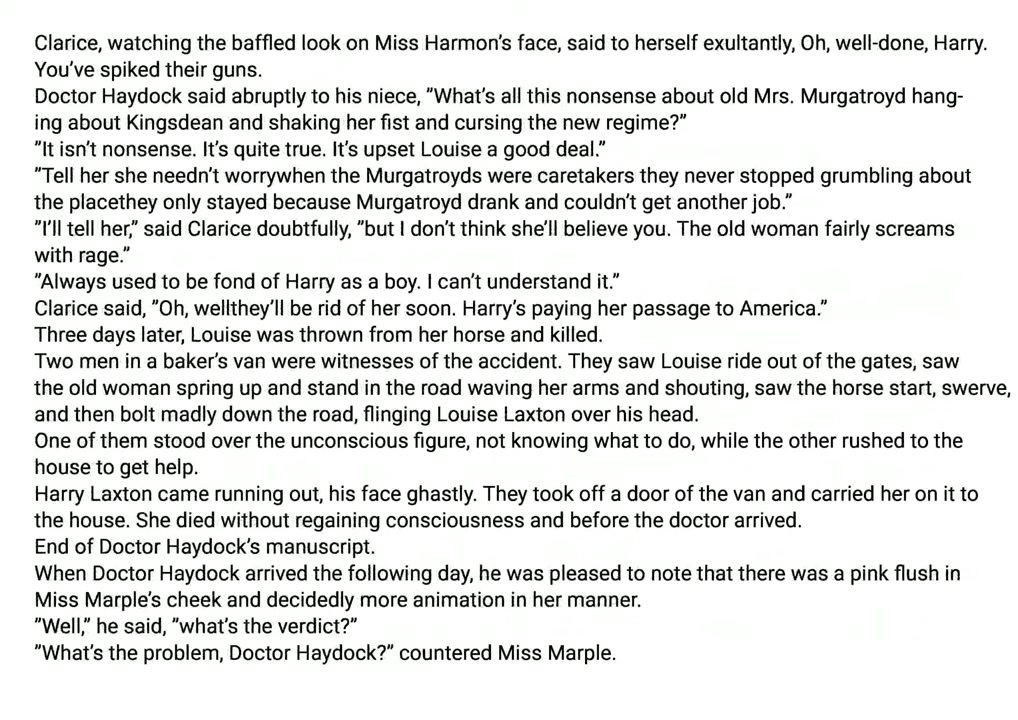 Clarice, watching the baffled look on Miss Harmon's face, said to herself exultantly, Oh, well-done, Harry.
You've spiked their guns.
Doctor Haydock said abruptly to his niece, "What's all this nonsense about old Mrs. Murgatroyd hang-
ing about Kingsdean and shaking her fist and cursing the new regime?"
"It isn't nonsense. It's quite true. It's upset Louise a good deal."
"Tell her she needn't worrywhen the Murgatroyds were caretakers they never stopped grumbling about
the placethey only stayed because Murgatroyd drank and couldn't get another job."
"I'll tell her," said Clarice doubtfully, "but I don't think she'll believe you. The old woman fairly screams
with rage."
"Always used to be fond of Harry as a boy. I can't understand it."
Clarice said, "Oh, wellthey'll be rid of her soon. Harry's paying her passage to America."
Three days later, Louise was thrown from her horse and killed.
Two men in a baker's van were witnesses of the accident. They saw Louise ride out of the gates, saw
the old woman spring up and stand in the road waving her arms and shouting, saw the horse start, swerve,
and then bolt madly down the road, flinging Louise Laxton over his head.
One of them stood over the unconscious figure, not knowing what to do, while the other rushed to the
house to get help.
Harry Laxton came running out, his face ghastly. They took off a door of the van and carried her on it to
the house. She died without regaining consciousness and before the doctor arrived.
End of Doctor Haydock's manuscript.
When Doctor Haydock arrived the following day, he was pleased to note that there was a pink flush in
Miss Marple's cheek and decidedly more animation in her manner.
"Well," he said, "what's the verdict?"
"What's the problem, Doctor Haydock?" countered Miss Marple.